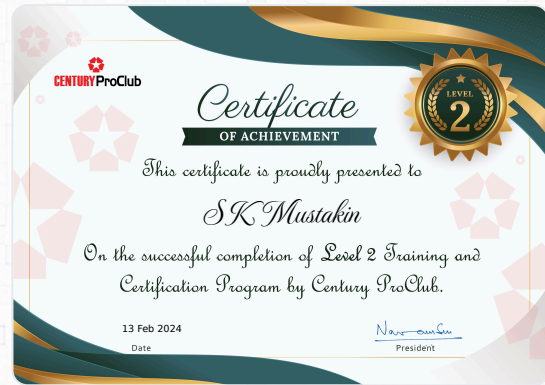 CENTURY ProClub
LEVEL
2
Certificate
OF ACHIEVEMENT
This certificate is proudly presented to
SK Mustakin
On the successful completion of Level 2 Training and
Certification Program by Century ProClub.
13 Feb 2024
Date
President